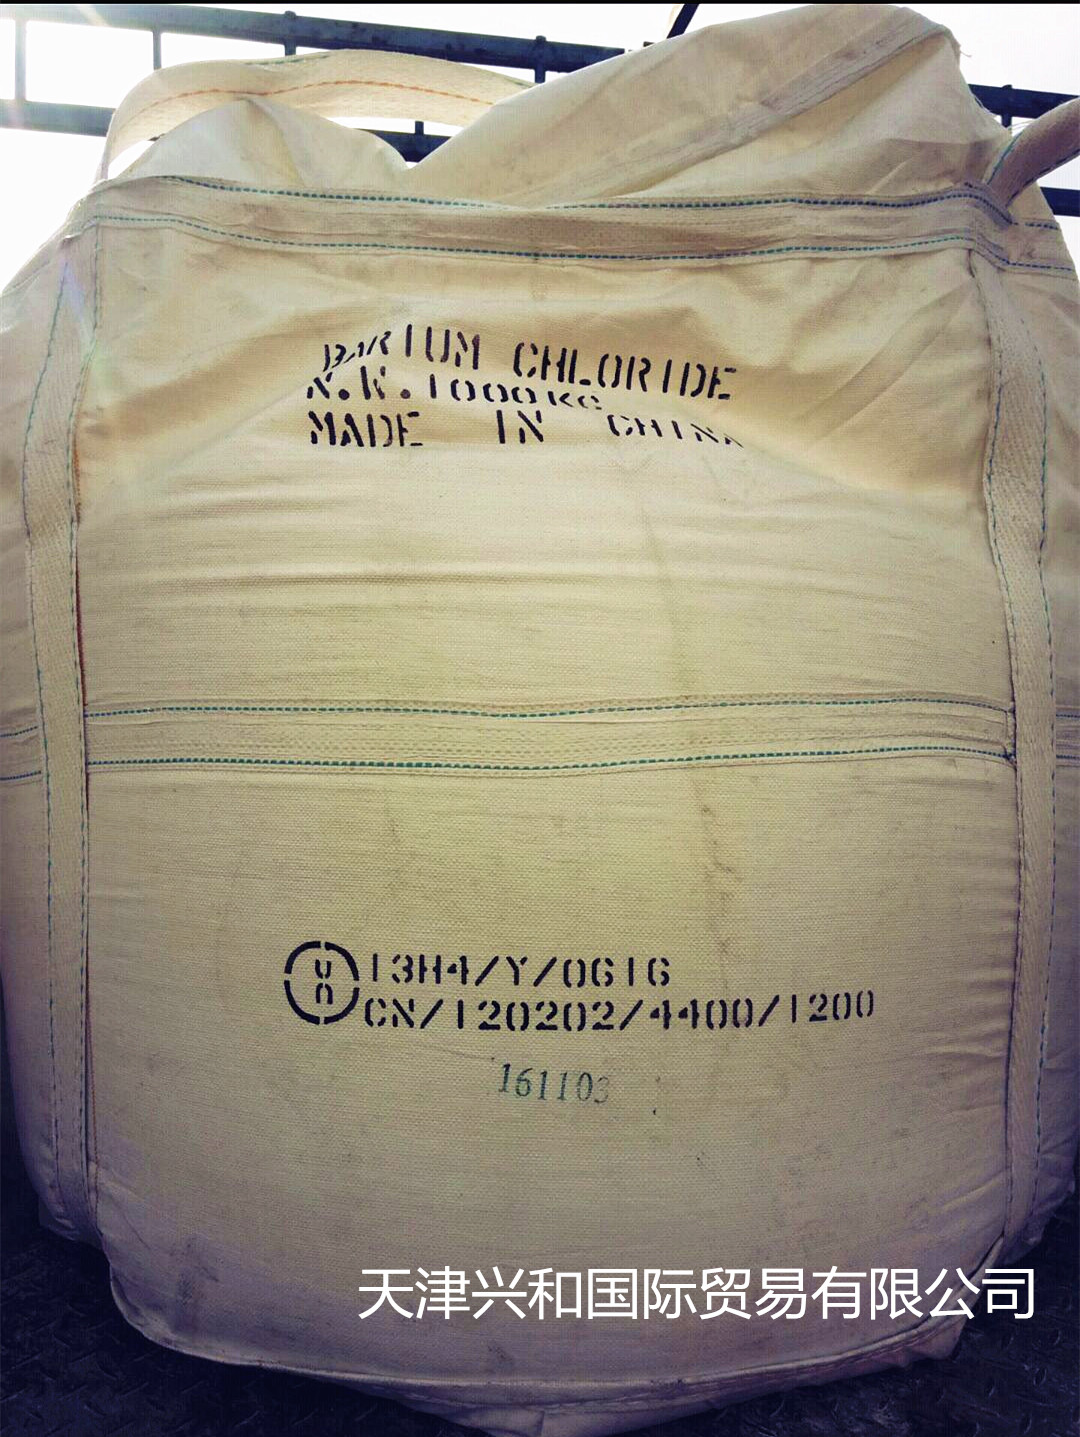 BARIUM CHLORIDE
N.W.1000KG
MADE IN CHINA
un 13H4/Y/0616
CN/120202/4400/1200
161103
天津兴和国际贸易有限公司